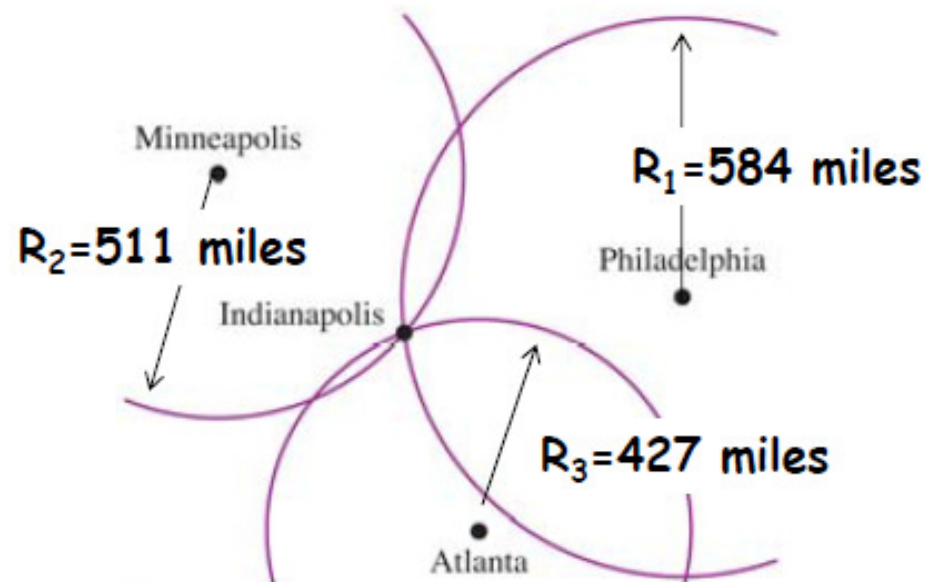 Minneapolis
R₁=584 miles
R₂=511 miles
Philadelphia
Indianapolis
R₃=427 miles
Atlanta